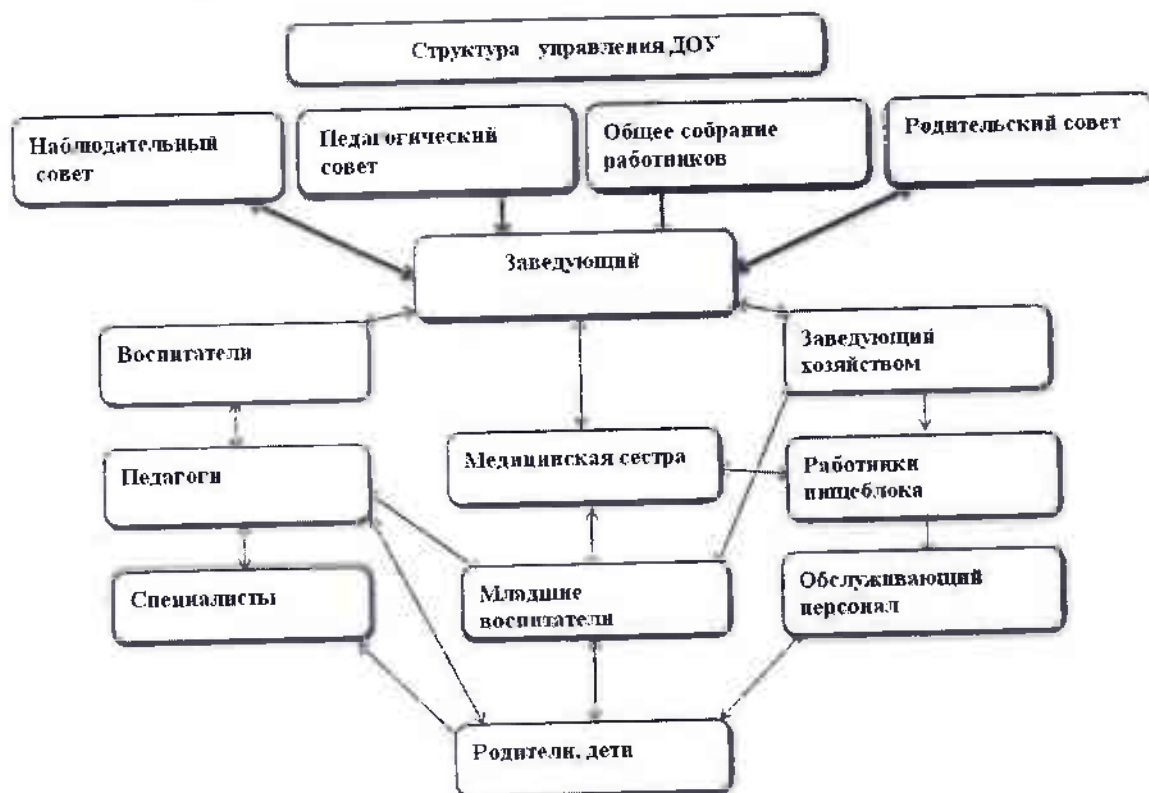 Структура управления ДОУ
Наблюдательный
совет
Педагогический
совет
Общее собрание
работников
Родительский совет
Заведующий
Воспитатели
Заведующий
хозяйством
Педагоги
Медицинская сестра
Работники
пищеблока
Специалисты
Младшие
воспитатели
Обслуживающий
персонал
Родители, дети